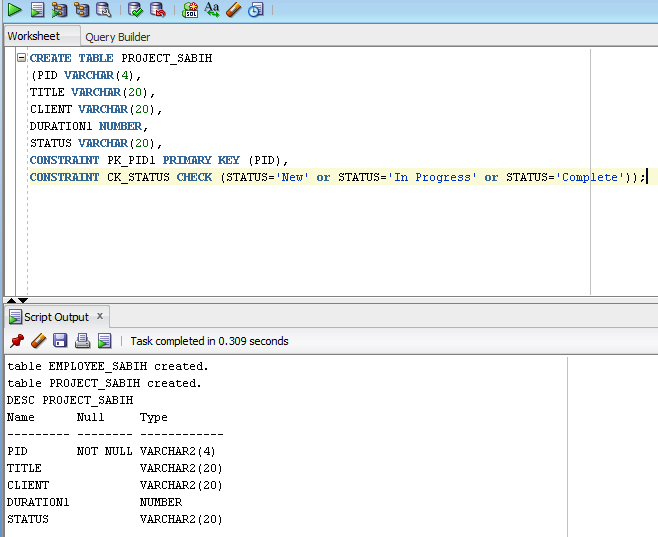 SQL Aa
Worksheet Query Builder
CREATE TABLE PROJECT_SABIH
(PID VARCHAR(4),
TITLE VARCHAR(20),
CLIENT VARCHAR(20),
DURATION1 NUMBER,
STATUS VARCHAR(20),
CONSTRAINT PK_PID1 PRIMARY KEY (PID),
CONSTRAINT CK_STATUS CHECK (STATUS='New' or STATUS='In Progress' or STATUS='Complete'));
Script Output x
Task completed in 0.309 seconds
table EMPLOYEE_SABIH created.
table PROJECT_SABIH created.
DESC PROJECT_SABIH
Name Null Type
--------- -------- ------------
PID NOT NULL VARCHAR2(4)
TITLE VARCHAR2(20)
CLIENT VARCHAR2(20)
DURATION1 NUMBER
STATUS VARCHAR2(20)